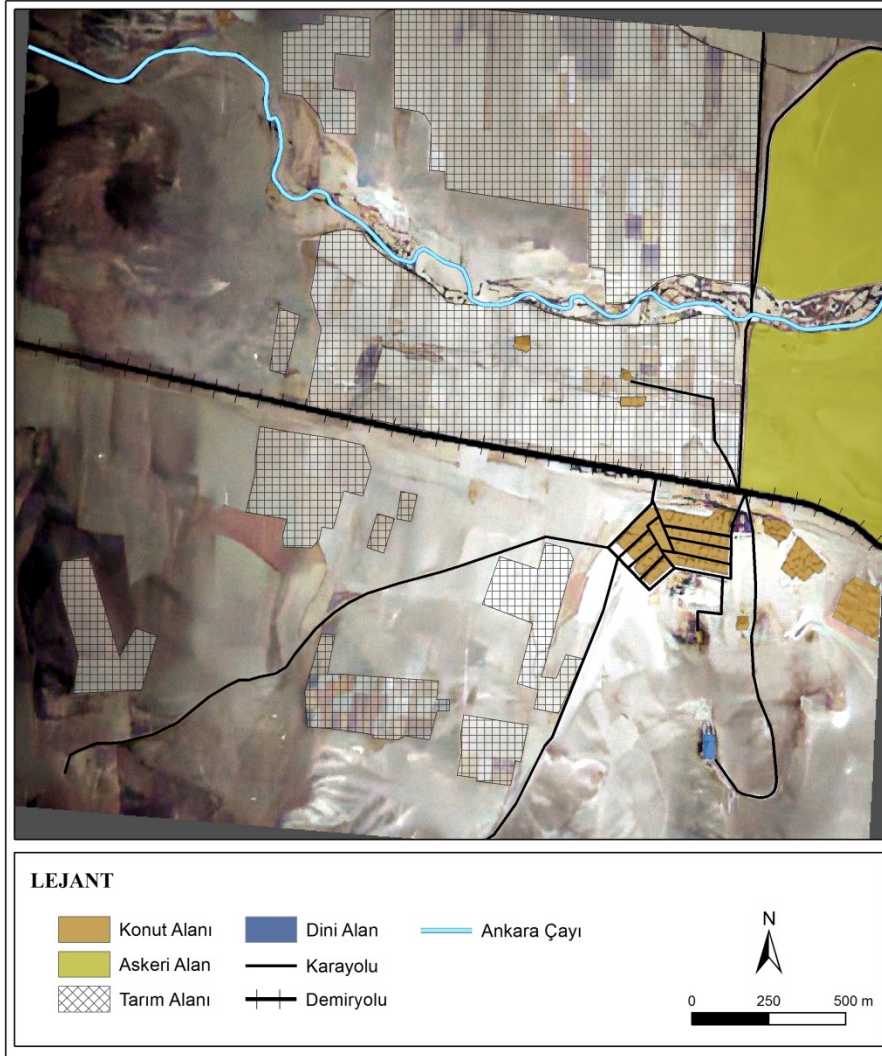 LEJANT
Konut Alanı
Dini Alan
Ankara Çayı
Askeri Alan
Karayolu
Tarım Alanı
Demiryolu
N
0 250 500 m